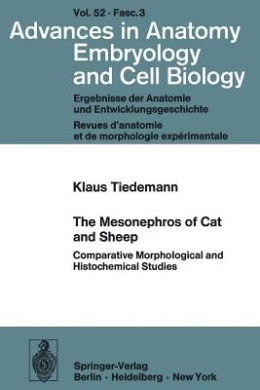 Vol. 52 · Fasc. 3
Advances in Anatomy
Embryology
and Cell Biology
Ergebnisse der Anatomie
und Entwicklungsgeschichte
Revues d'anatomie
et de morphologie expérimentale
Klaus Tiedemann
The Mesonephros of Cat
and Sheep
Comparative Morphological and
Histochemical Studies
Springer-Verlag
Berlin · Heidelberg · New York